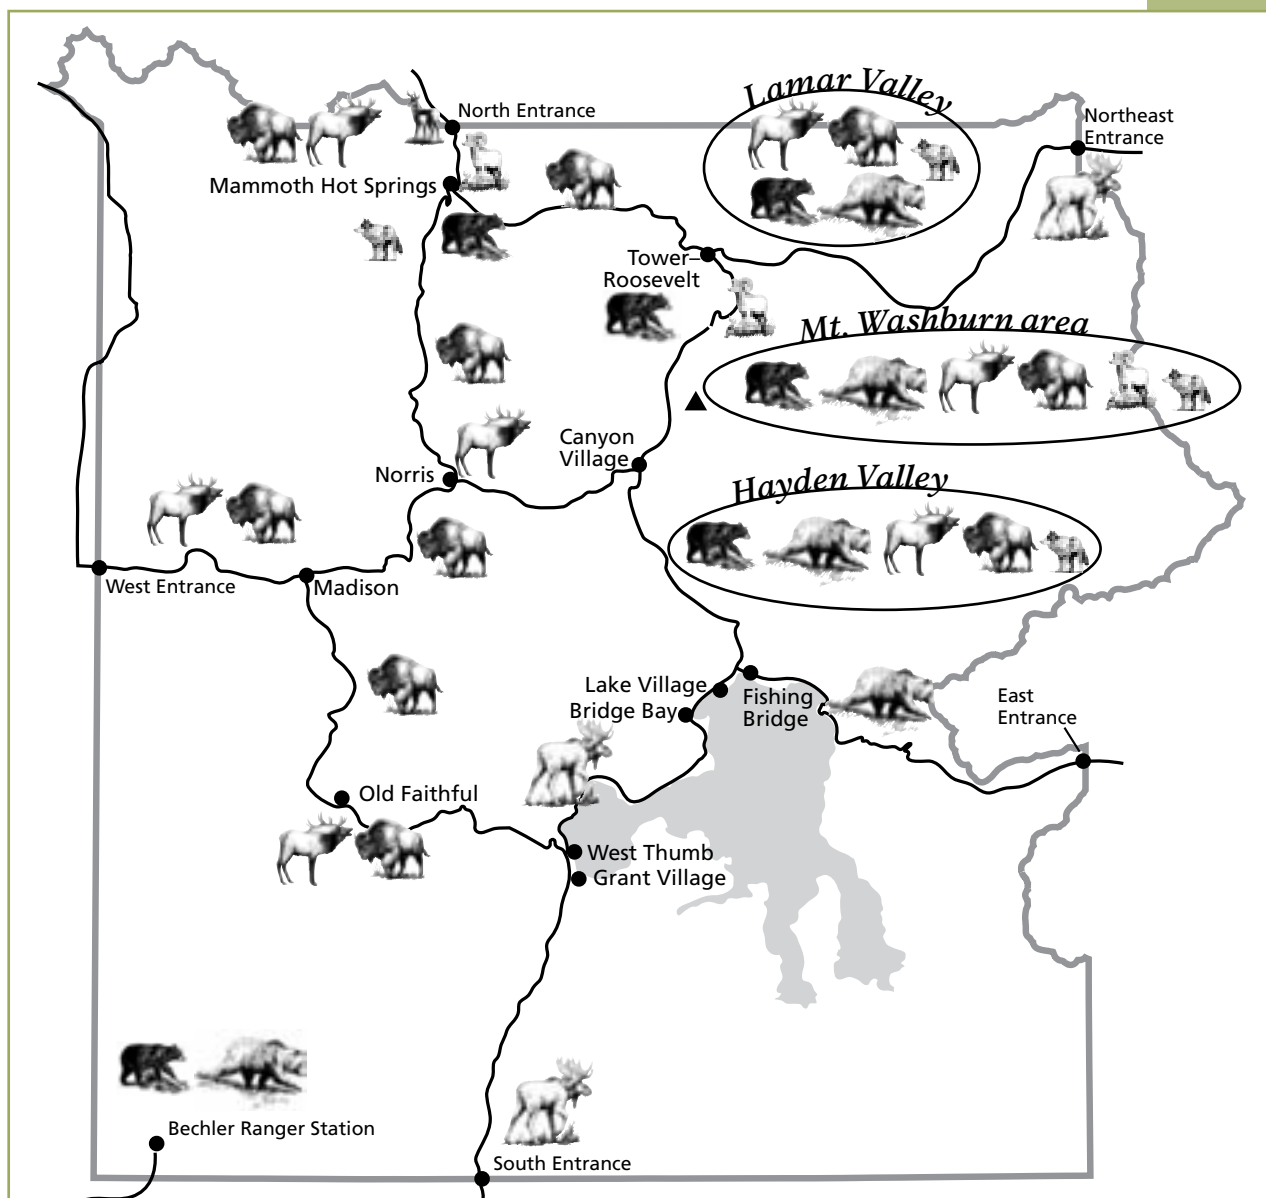 Lamar Valley
North Entrance
Northeast
Entrance
Mammoth Hot Springs
Tower–
Roosevelt
Mt. Washburn area
Canyon
Village
Norris
Hayden Valley
West Entrance
Madison
Lake Village
Bridge Bay
Fishing
Bridge
East
Entrance
Old Faithful
West Thumb
Grant Village
Bechler Ranger Station
South Entrance